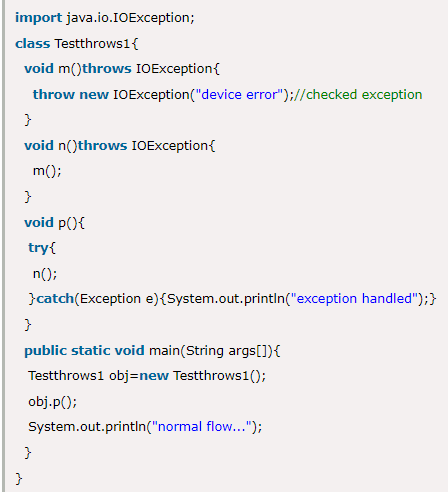 import java.io.IOException;
class Testthrows1{
  void m()throws IOException{
    throw new IOException("device error");//checked exception
  }
  void n()throws IOException{
    m();
  }
  void p(){
   try{
    n();
   }catch(Exception e){System.out.println("exception handled");}
  }
  public static void main(String args[]){
   Testthrows1 obj=new Testthrows1();
   obj.p();
   System.out.println("normal flow...");
  }
}